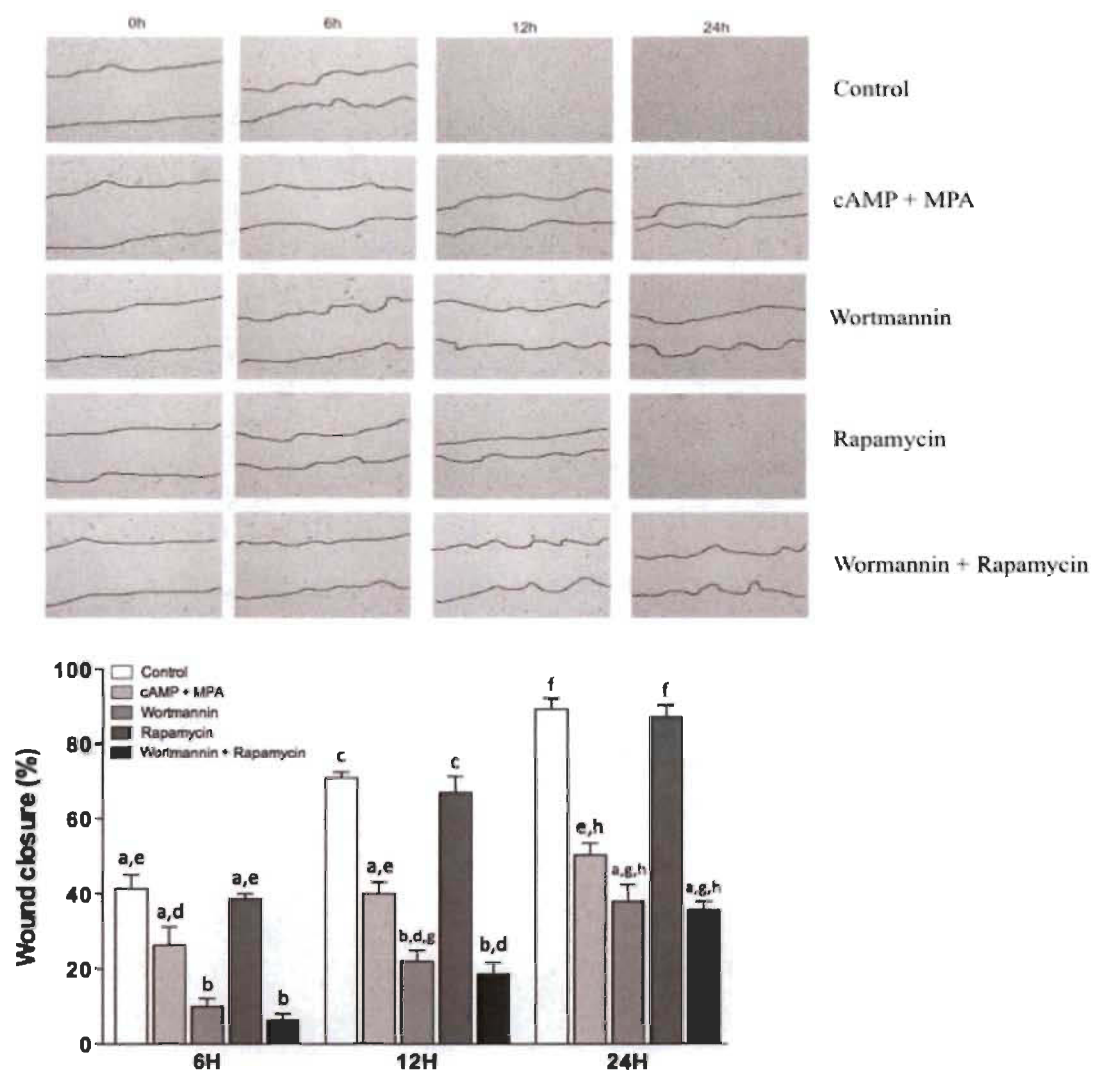 0h 6h 12h 24h
Control
cAMP + MPA
Wortmannin
Rapamycin
Wormannin + Rapamycin
Wound closure (%)
100
80
60
40
20
0
Control
cAMP + MPA
Wortmannin
Rapamycin
Wortmannin + Rapamycin
a,e
a,d
b
a,e
b
c
a,e
b,d,g
c
b,d
f
e,h
a,g,h
f
a,g,h
6H 12H 24H